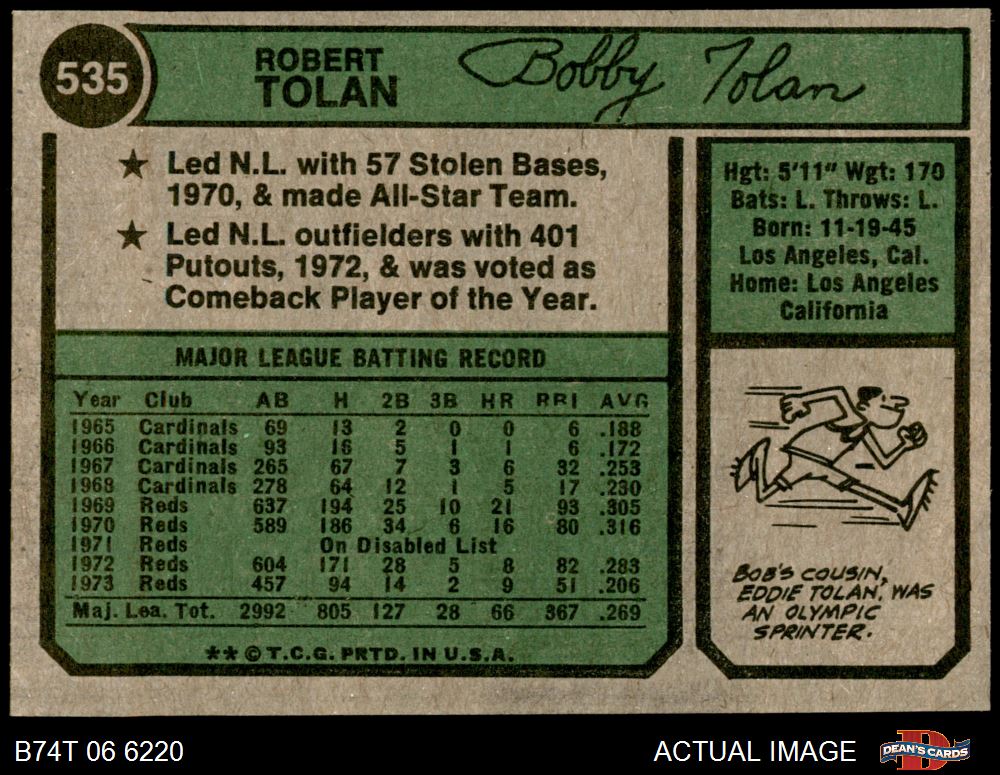 535
ROBERT
TOLAN
Bobby Tolan
★ Led N.L. with 57 Stolen Bases,
1970, & made All-Star Team.
★ Led N.L. outfielders with 401
Putouts, 1972, & was voted as
Comeback Player of the Year.
Hgt: 5'11" Wgt: 170
Bats: L. Throws: L.
Born: 11-19-45
Los Angeles, Cal.
Home: Los Angeles
California
MAJOR LEAGUE BATTING RECORD
Year Club AB H 2B 3B HR RBI AVG
1965 Cardinals 69 13 2 0 0 6 .188
1966 Cardinals 93 16 5 1 1 6 .172
1967 Cardinals 265 67 7 3 6 32 .253
1968 Cardinals 278 64 12 1 5 17 .230
1969 Reds 637 194 25 10 21 93 .305
1970 Reds 589 186 34 6 16 80 .316
1971 Reds On Disabled List
1972 Reds 604 171 28 5 8 82 .283
1973 Reds 457 94 14 2 9 51 .206
Maj. Lea. Tot. 2992 805 127 28 66 367 .269
** © T.C.G. PRTD. IN U.S.A.
BOB'S COUSIN,
EDDIE TOLAN, WAS
AN OLYMPIC
SPRINTER.
B74T 06 6220
ACTUAL IMAGE
DEAN'S CARDS